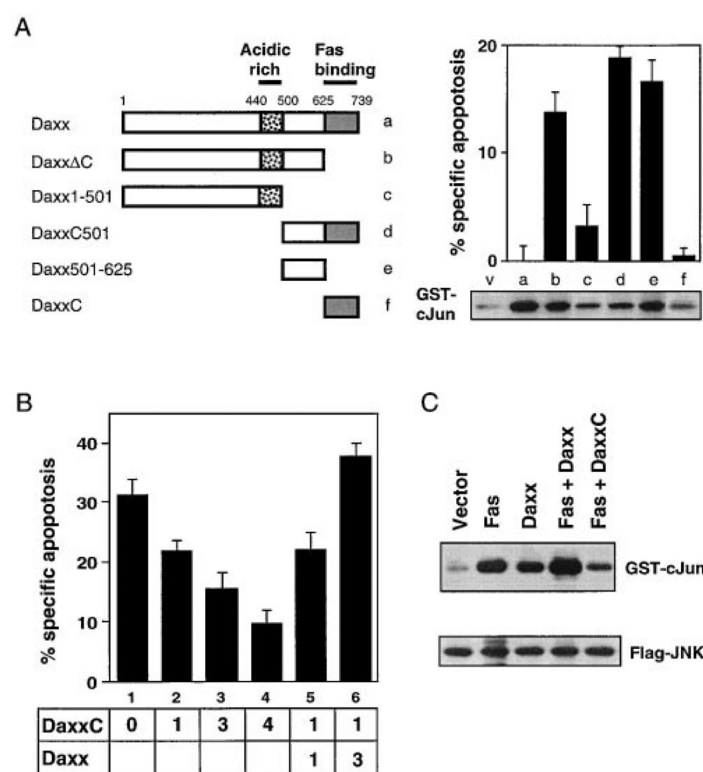 A
Acidic rich
Fas binding
1 440 500 625 739
Daxx a
DaxxΔC b
Daxx1-501 c
DaxxC501 d
Daxx501-625 e
DaxxC f
% specific apopotosis
20
10
0
v a b c d e f
GST-cJun
B
% specific apopotosis
40
30
20
10
0
1 2 3 4 5 6
DaxxC 0 1 3 4 1 1
Daxx 1 3
C
Vector
Fas
Daxx
Fas + Daxx
Fas + DaxxC
GST-cJun
Flag-JNK